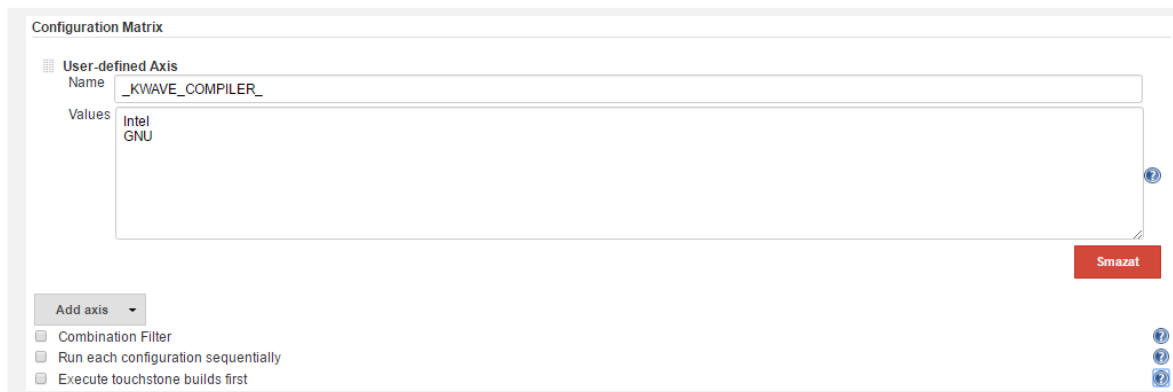 Configuration Matrix
User-defined Axis
Name
_KWAVE_COMPILER_
Values
Intel
GNU
Smazat
Add axis
Combination Filter
Run each configuration sequentially
Execute touchstone builds first